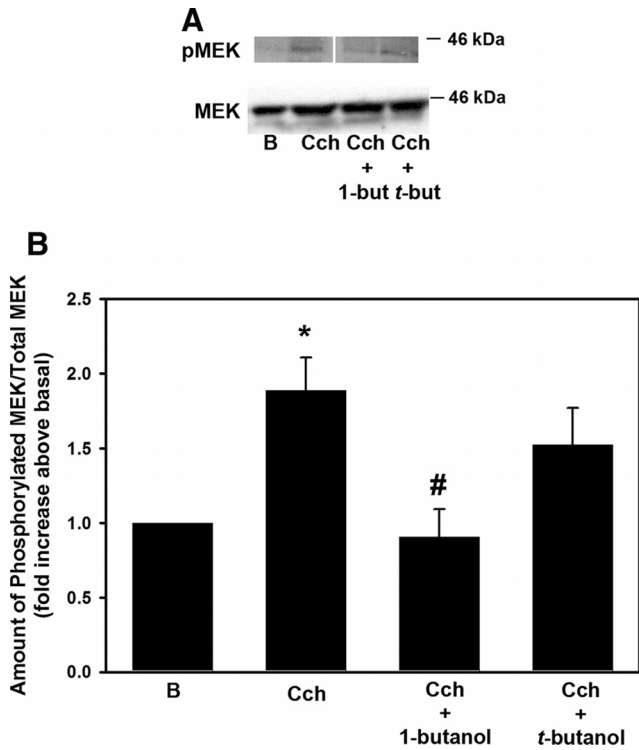 A
pMEK
46 kDa
MEK
46 kDa
B Cch Cch Cch
+ +
1-but t-but
B
Amount of Phosphorylated MEK/Total MEK
(fold increase above basal)
2.5
2.0
1.5
1.0
0.5
0.0
*
#
B Cch Cch Cch
+ +
1-butanol t-butanol